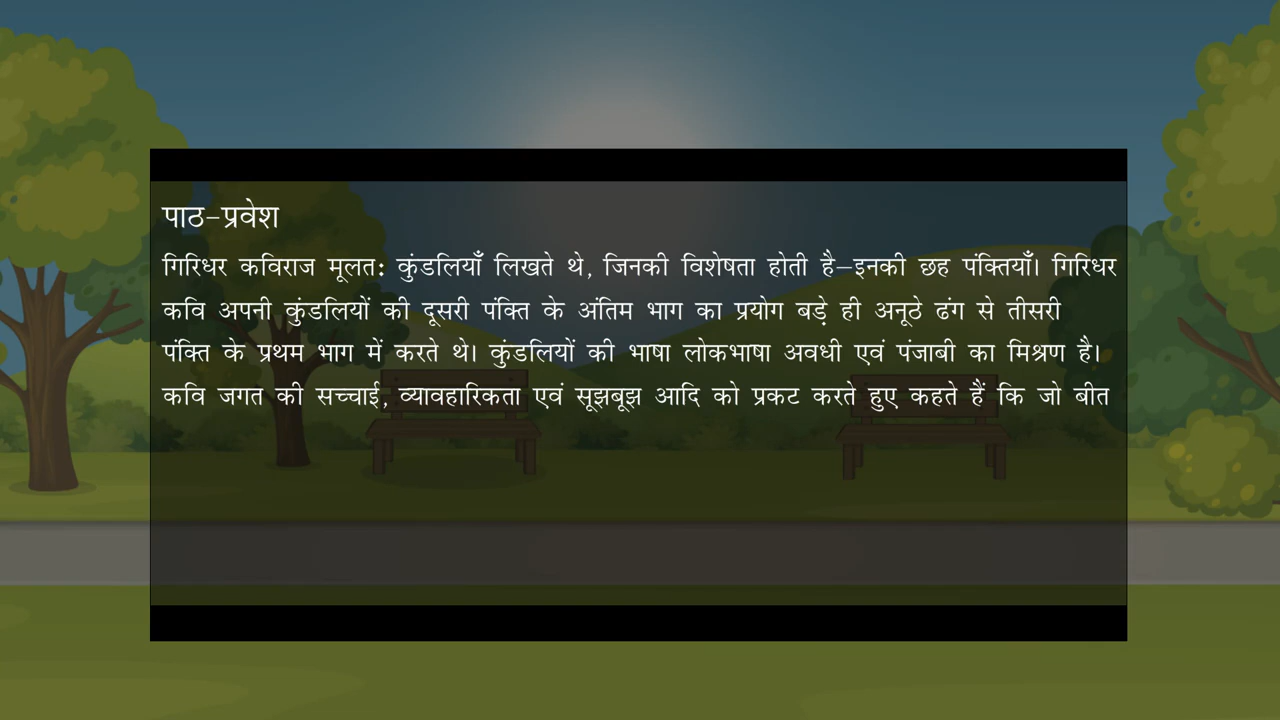 पाठ-प्रवेश
गिरिधर कविराज मूलतः कुंडलियाँ लिखते थे, जिनकी विशेषता होती है–इनकी छह पंक्तियाँ। गिरिधर
कवि अपनी कुंडलियों की दूसरी पंक्ति के अंतिम भाग का प्रयोग बड़े ही अनूठे ढंग से तीसरी
पंक्ति के प्रथम भाग में करते थे। कुंडलियों की भाषा लोकभाषा अवधी एवं पंजाबी का मिश्रण है।
कवि जगत की सच्चाई, व्यावहारिकता एवं सूझबूझ आदि को प्रकट करते हुए कहते हैं कि जो बीत